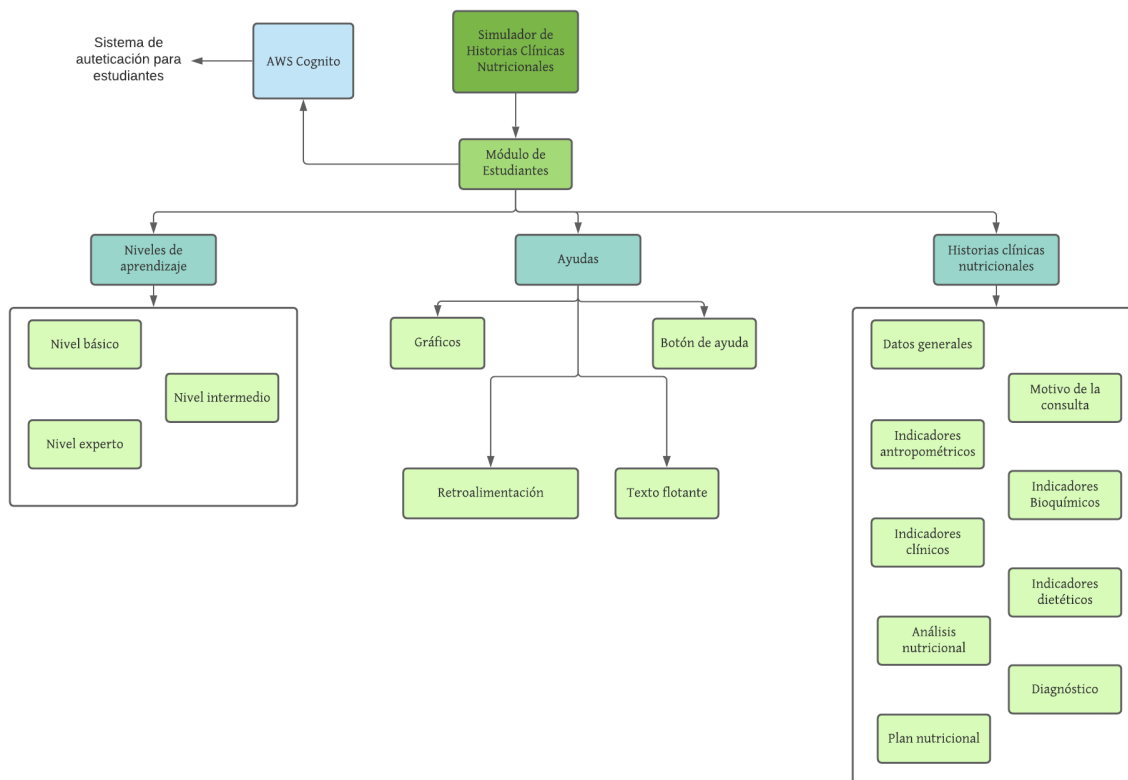 Sistema de
auteticación para
estudiantes
AWS Cognito
Simulador de
Historias Clínicas
Nutricionales
Módulo de
Estudiantes
Niveles de
aprendizaje
Ayudas
Historias clínicas
nutricionales
Nivel básico
Nivel intermedio
Nivel experto
Gráficos
Botón de ayuda
Retroalimentación
Texto flotante
Datos generales
Motivo de la
consulta
Indicadores
antropométricos
Indicadores
Bioquímicos
Indicadores
clínicos
Indicadores
dietéticos
Análisis
nutricional
Diagnóstico
Plan nutricional